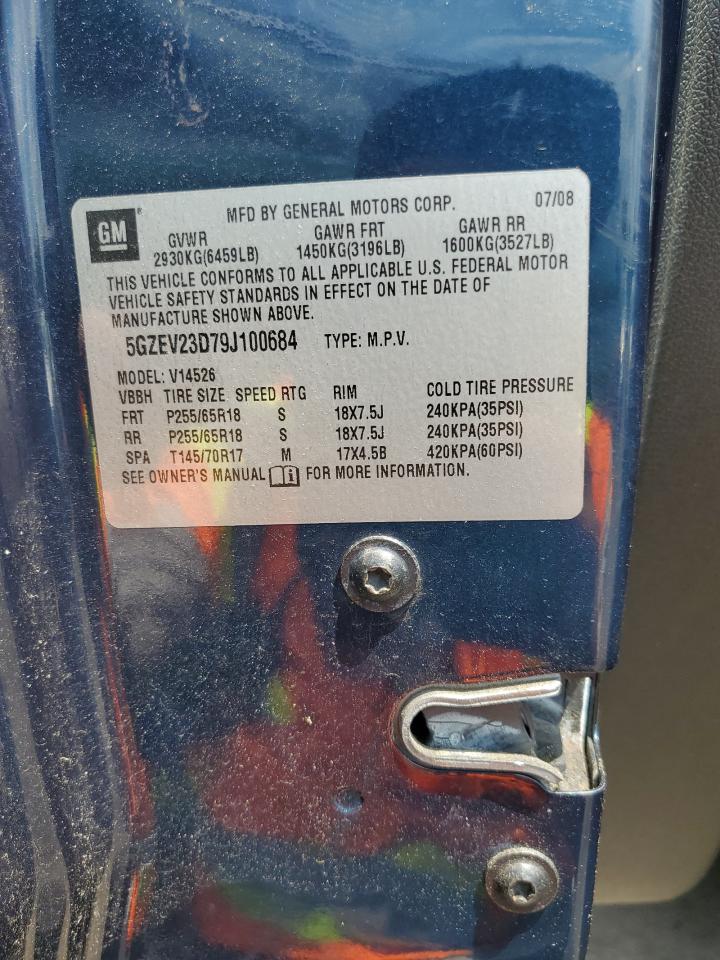 MFD BY GENERAL MOTORS CORP. 07/08
GM
GVWR GAWR FRT GAWR RR
2930KG(6459LB) 1450KG(3196LB) 1600KG(3527LB)
THIS VEHICLE CONFORMS TO ALL APPLICABLE U.S. FEDERAL MOTOR
VEHICLE SAFETY STANDARDS IN EFFECT ON THE DATE OF
MANUFACTURE SHOWN ABOVE.
5GZEV23D79J100684 TYPE: M.P.V.
MODEL: V14526
VBBH TIRE SIZE SPEED RTG RIM COLD TIRE PRESSURE
FRT P255/65R18 S 18X7.5J 240KPA(35PSI)
RR P255/65R18 S 18X7.5J 240KPA(35PSI)
SPA T145/70R17 M 17X4.5B 420KPA(60PSI)
SEE OWNER'S MANUAL i FOR MORE INFORMATION.